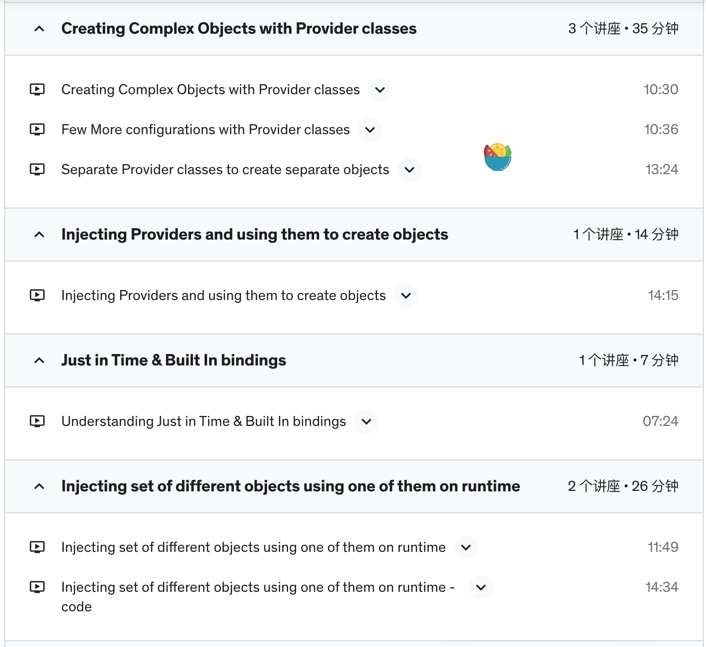 Creating Complex Objects with Provider classes 3 个讲座 • 35 分钟
Creating Complex Objects with Provider classes 10:30
Few More configurations with Provider classes 10:36
Separate Provider classes to create separate objects 13:24
Injecting Providers and using them to create objects 1 个讲座 • 14 分钟
Injecting Providers and using them to create objects 14:15
Just in Time & Built In bindings 1 个讲座 • 7 分钟
Understanding Just in Time & Built In bindings 07:24
Injecting set of different objects using one of them on runtime 2 个讲座 • 26 分钟
Injecting set of different objects using one of them on runtime 11:49
Injecting set of different objects using one of them on runtime - 14:34
code